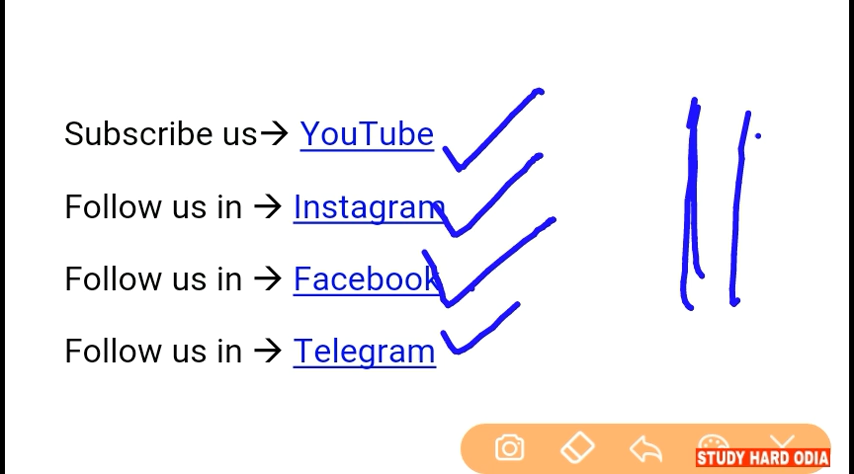 Subscribe us→ YouTube
Follow us in → Instagram
Follow us in → Facebook
Follow us in → Telegram
STUDY HARD ODIA